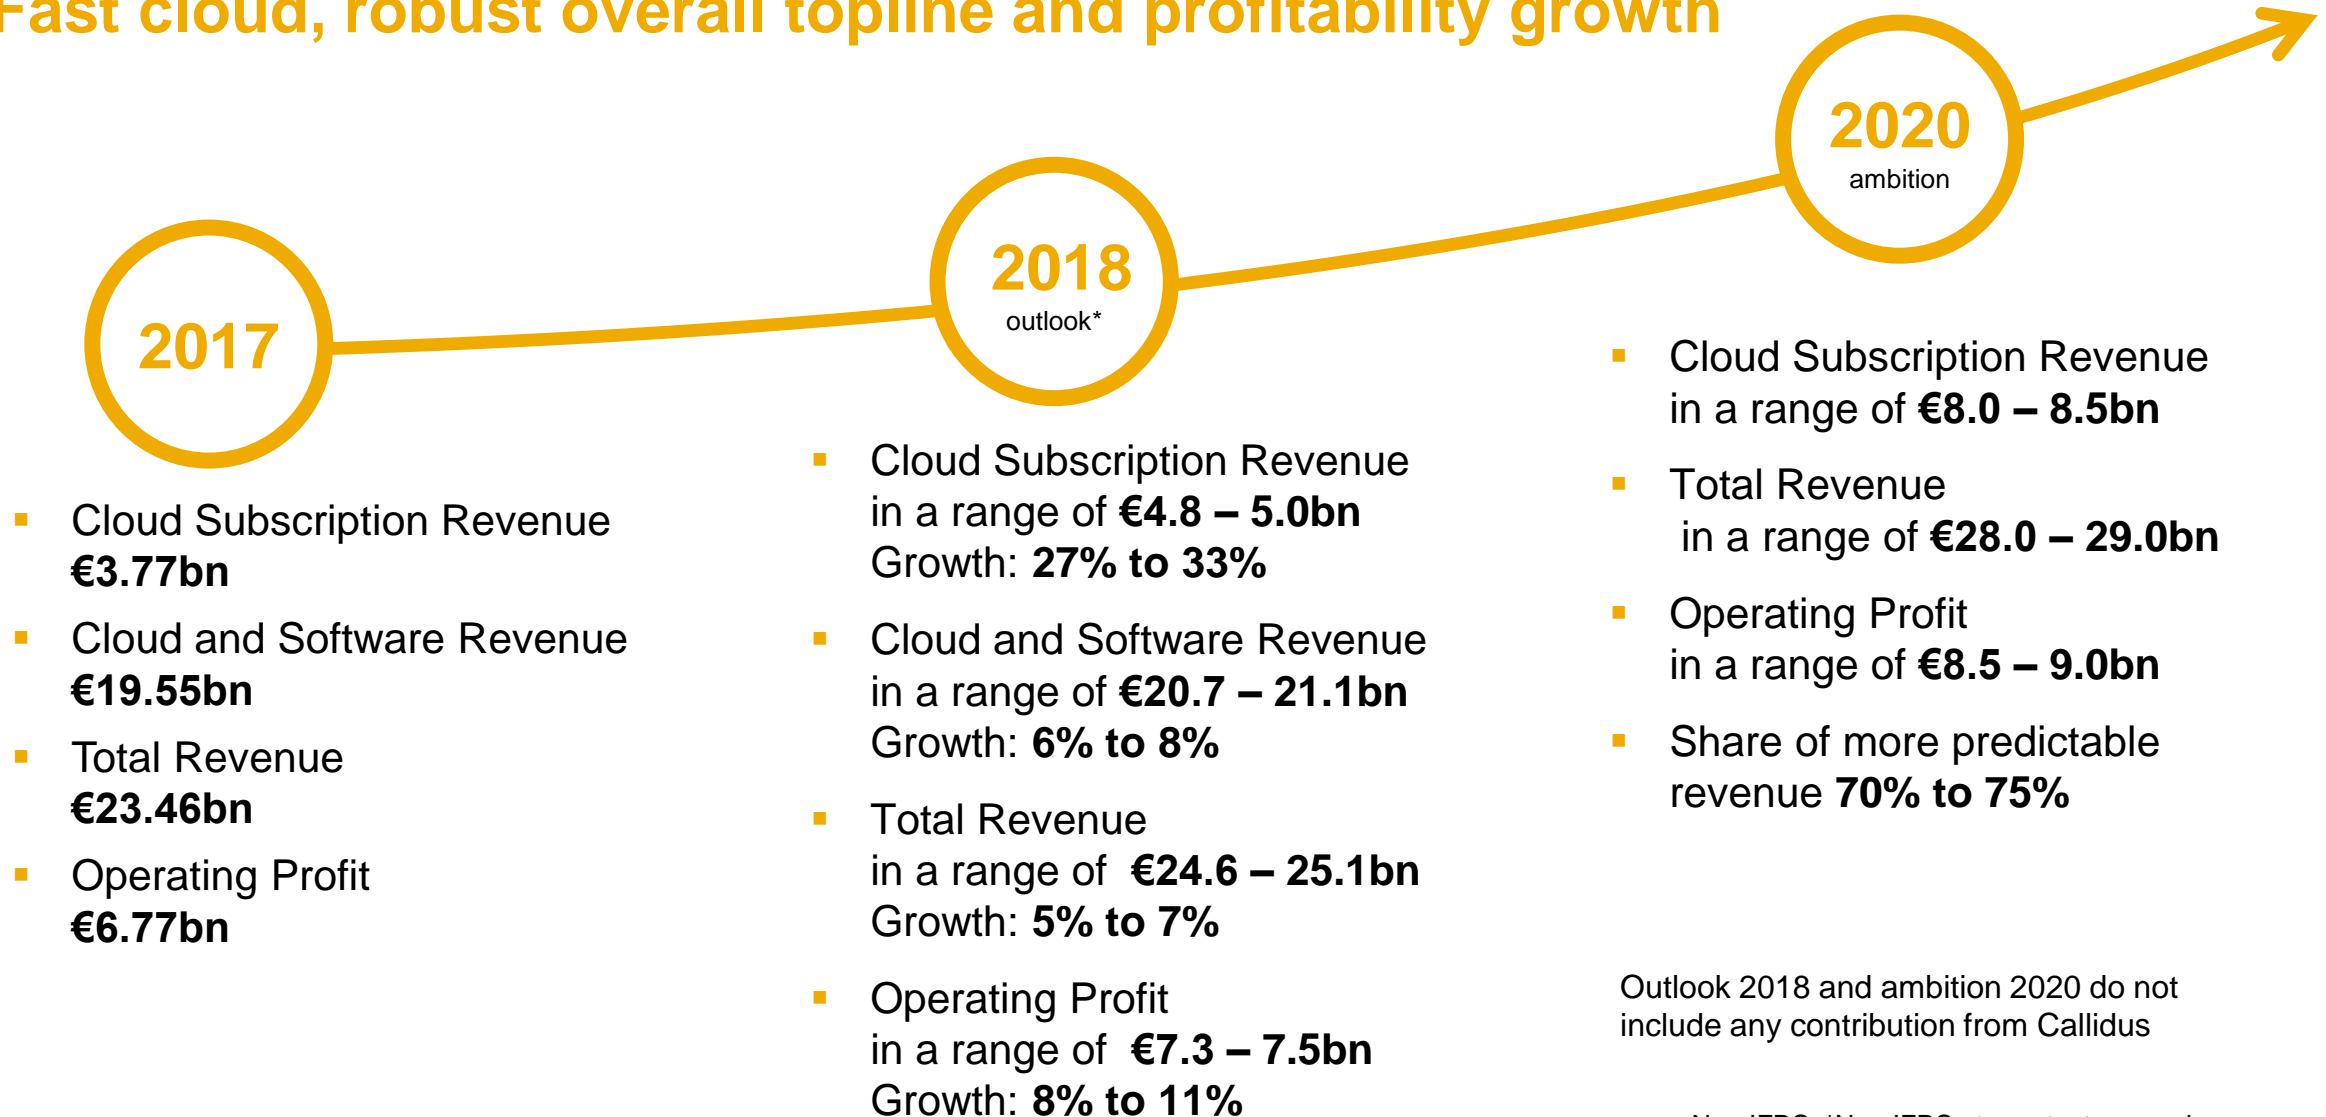 Fast cloud, robust overall topline and profitability growth
2017
▪ Cloud Subscription Revenue
€3.77bn
▪ Cloud and Software Revenue
€19.55bn
▪ Total Revenue
€23.46bn
▪ Operating Profit
€6.77bn
2018
outlook*
▪ Cloud Subscription Revenue
in a range of €4.8 – 5.0bn
Growth: 27% to 33%
▪ Cloud and Software Revenue
in a range of €20.7 – 21.1bn
Growth: 6% to 8%
▪ Total Revenue
in a range of €24.6 – 25.1bn
Growth: 5% to 7%
▪ Operating Profit
in a range of €7.3 – 7.5bn
Growth: 8% to 11%
2020
ambition
▪ Cloud Subscription Revenue
in a range of €8.0 – 8.5bn
▪ Total Revenue
in a range of €28.0 – 29.0bn
▪ Operating Profit
in a range of €8.5 – 9.0bn
▪ Share of more predictable
revenue 70% to 75%
Outlook 2018 and ambition 2020 do not
include any contribution from Callidus